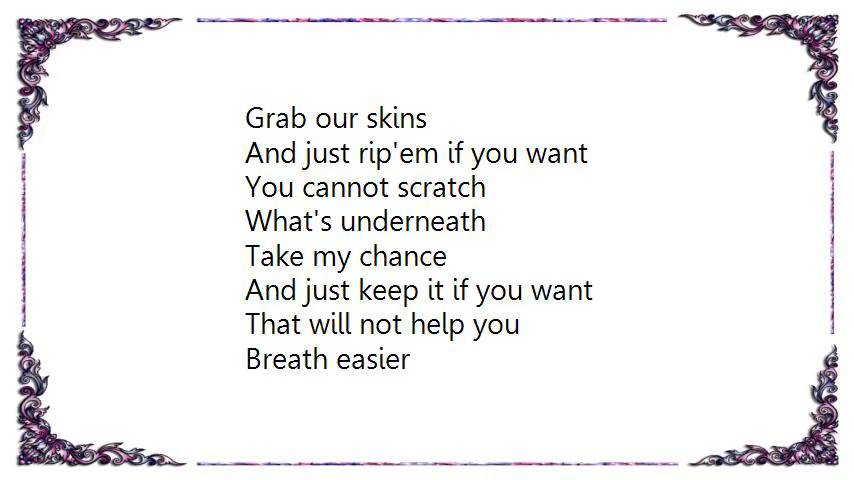 Grab our skins
And just rip'em if you want
You cannot scratch
What's underneath
Take my chance
And just keep it if you want
That will not help you
Breath easier